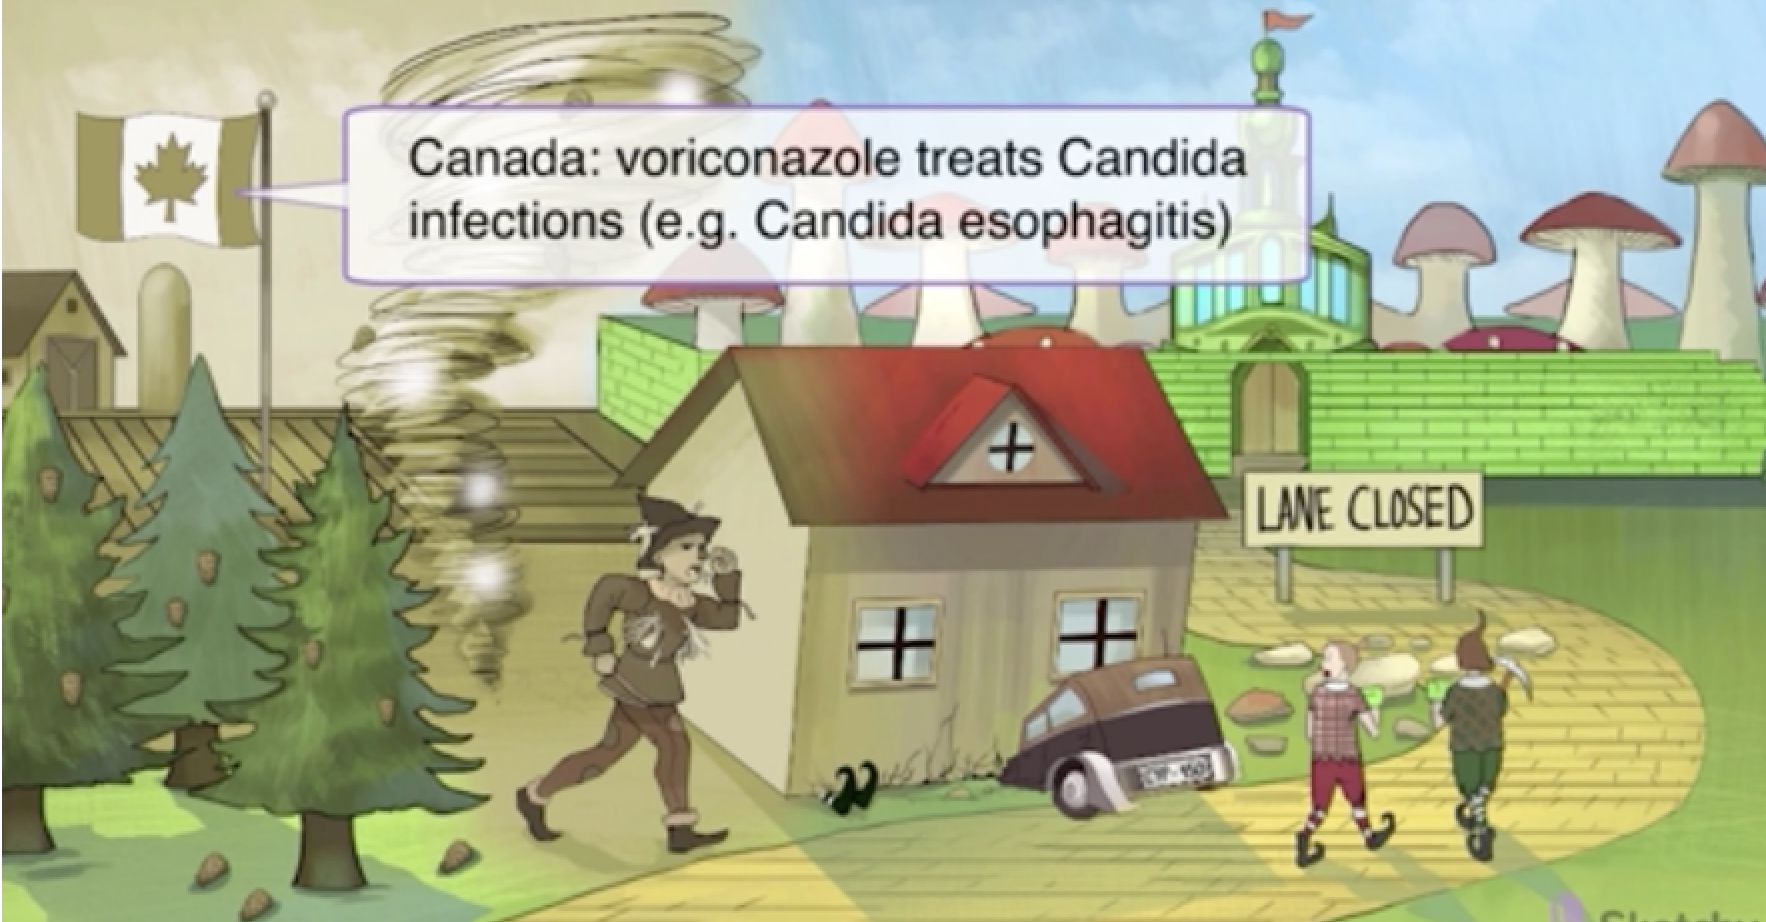 Canada: voriconazole treats Candida
infections (e.g. Candida esophagitis)
LANE CLOSED